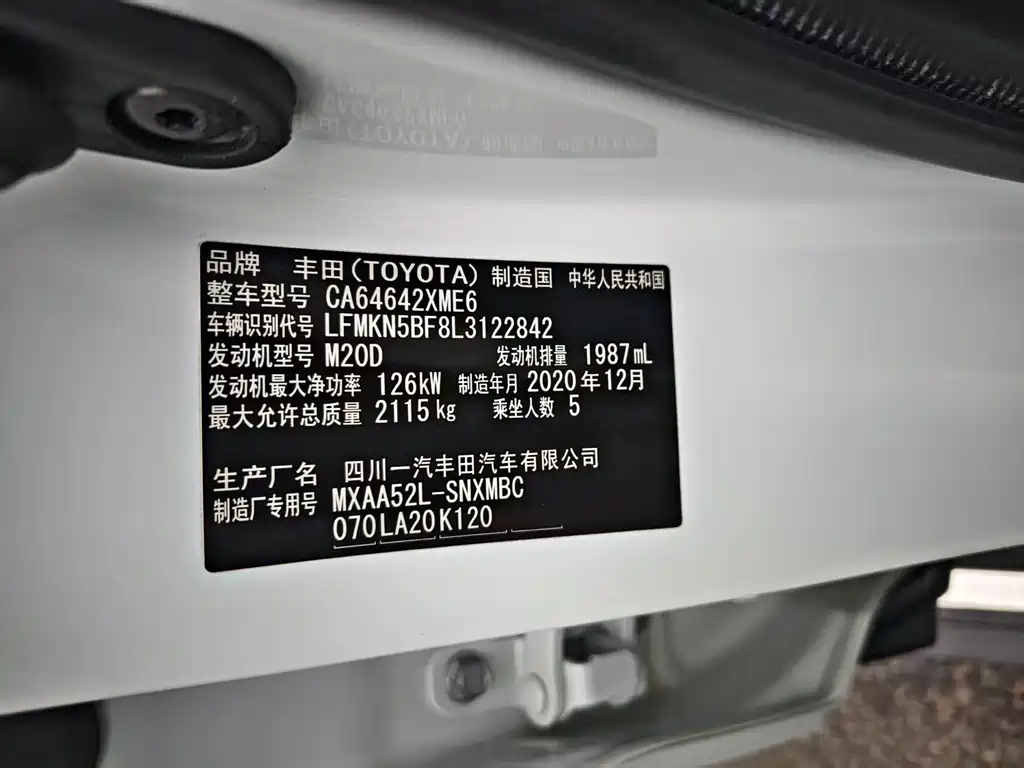 品牌 丰田(TOYOTA) 制造国 中华人民共和国
整车型号 CA64642XME6
车辆识别代号 LFMKN5BF8L3122842
发动机型号 M20D 发动机排量 1987mL
发动机最大净功率 126kW 制造年月 2020年12月
最大允许总质量 2115kg 乘坐人数 5
生产厂名 四川一汽丰田汽车有限公司
制造厂专用号 MXAA52L-SNXMBC
070 LA20 K120